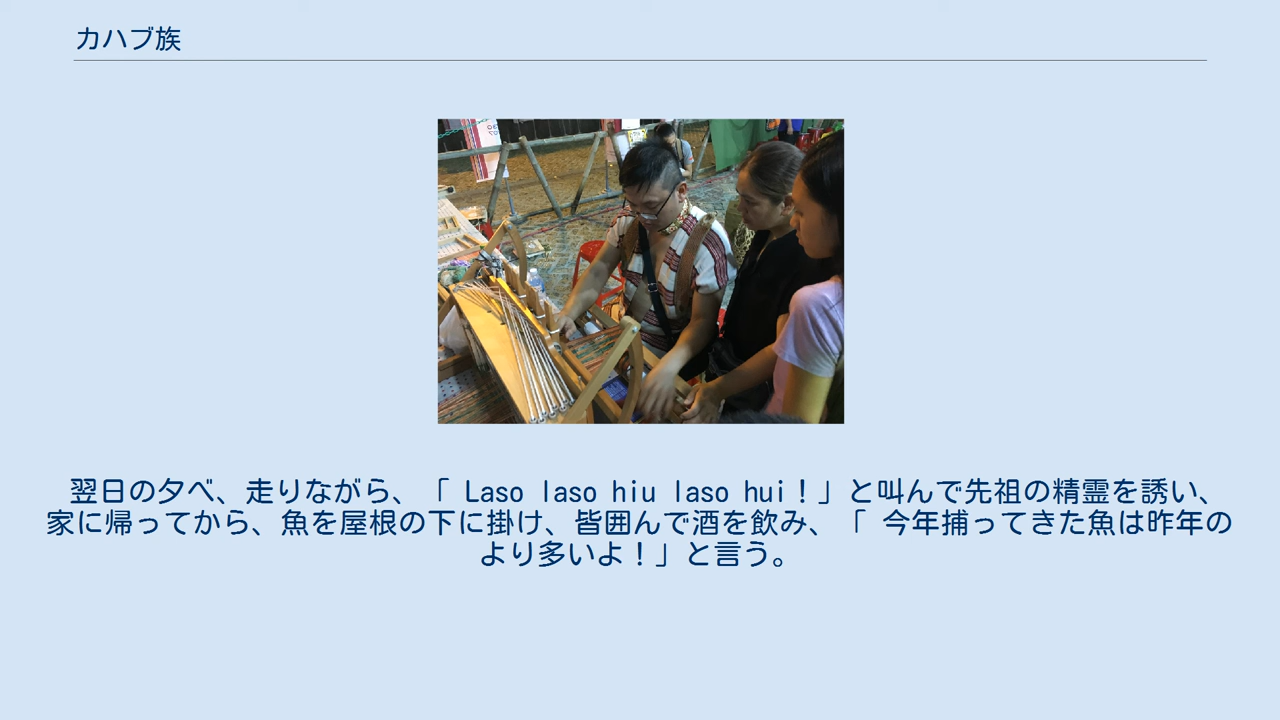 カハブ族
翌日の夕べ、走りながら、「 Laso laso hiu laso hui！」と叫んで先祖の精霊を誘い、
家に帰ってから、魚を屋根の下に掛け、皆囲んで酒を飲み、「 今年捕ってきた魚は昨年の
より多いよ！」と言う。